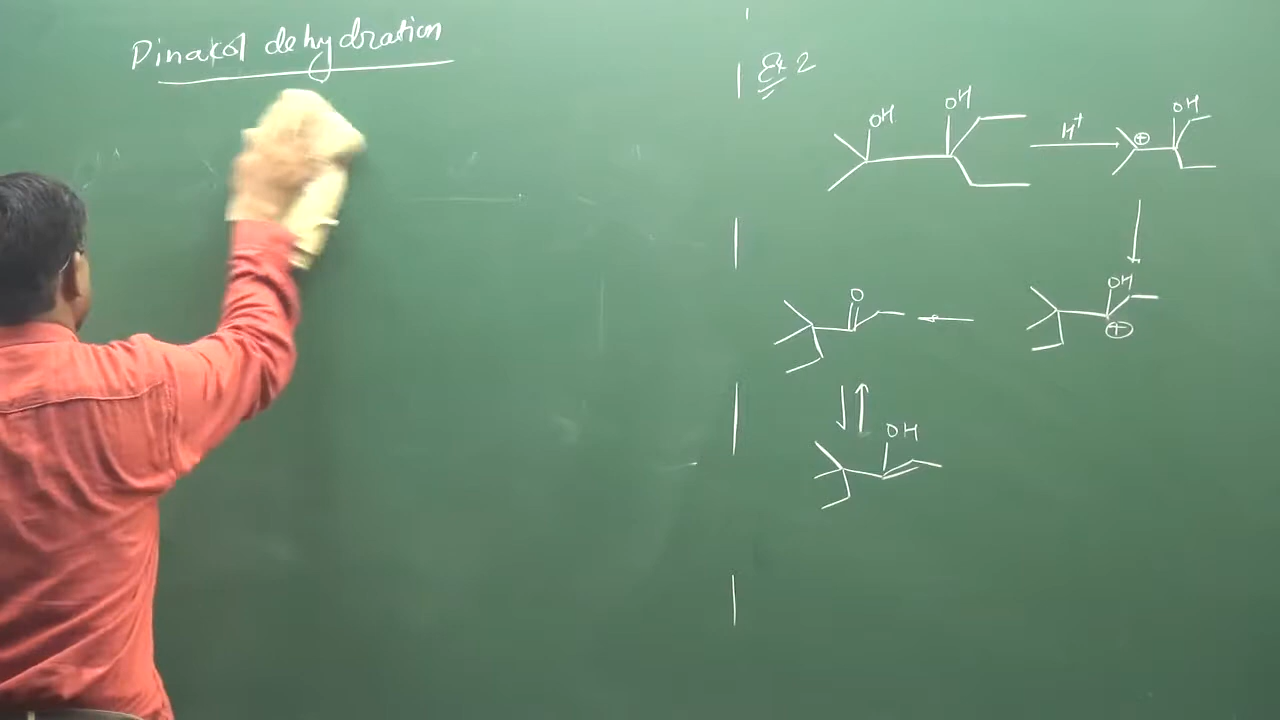 Pinakol dehydration
Ex 2
OH OH H⁺ ⊕ OH
O OH ⊕
OH